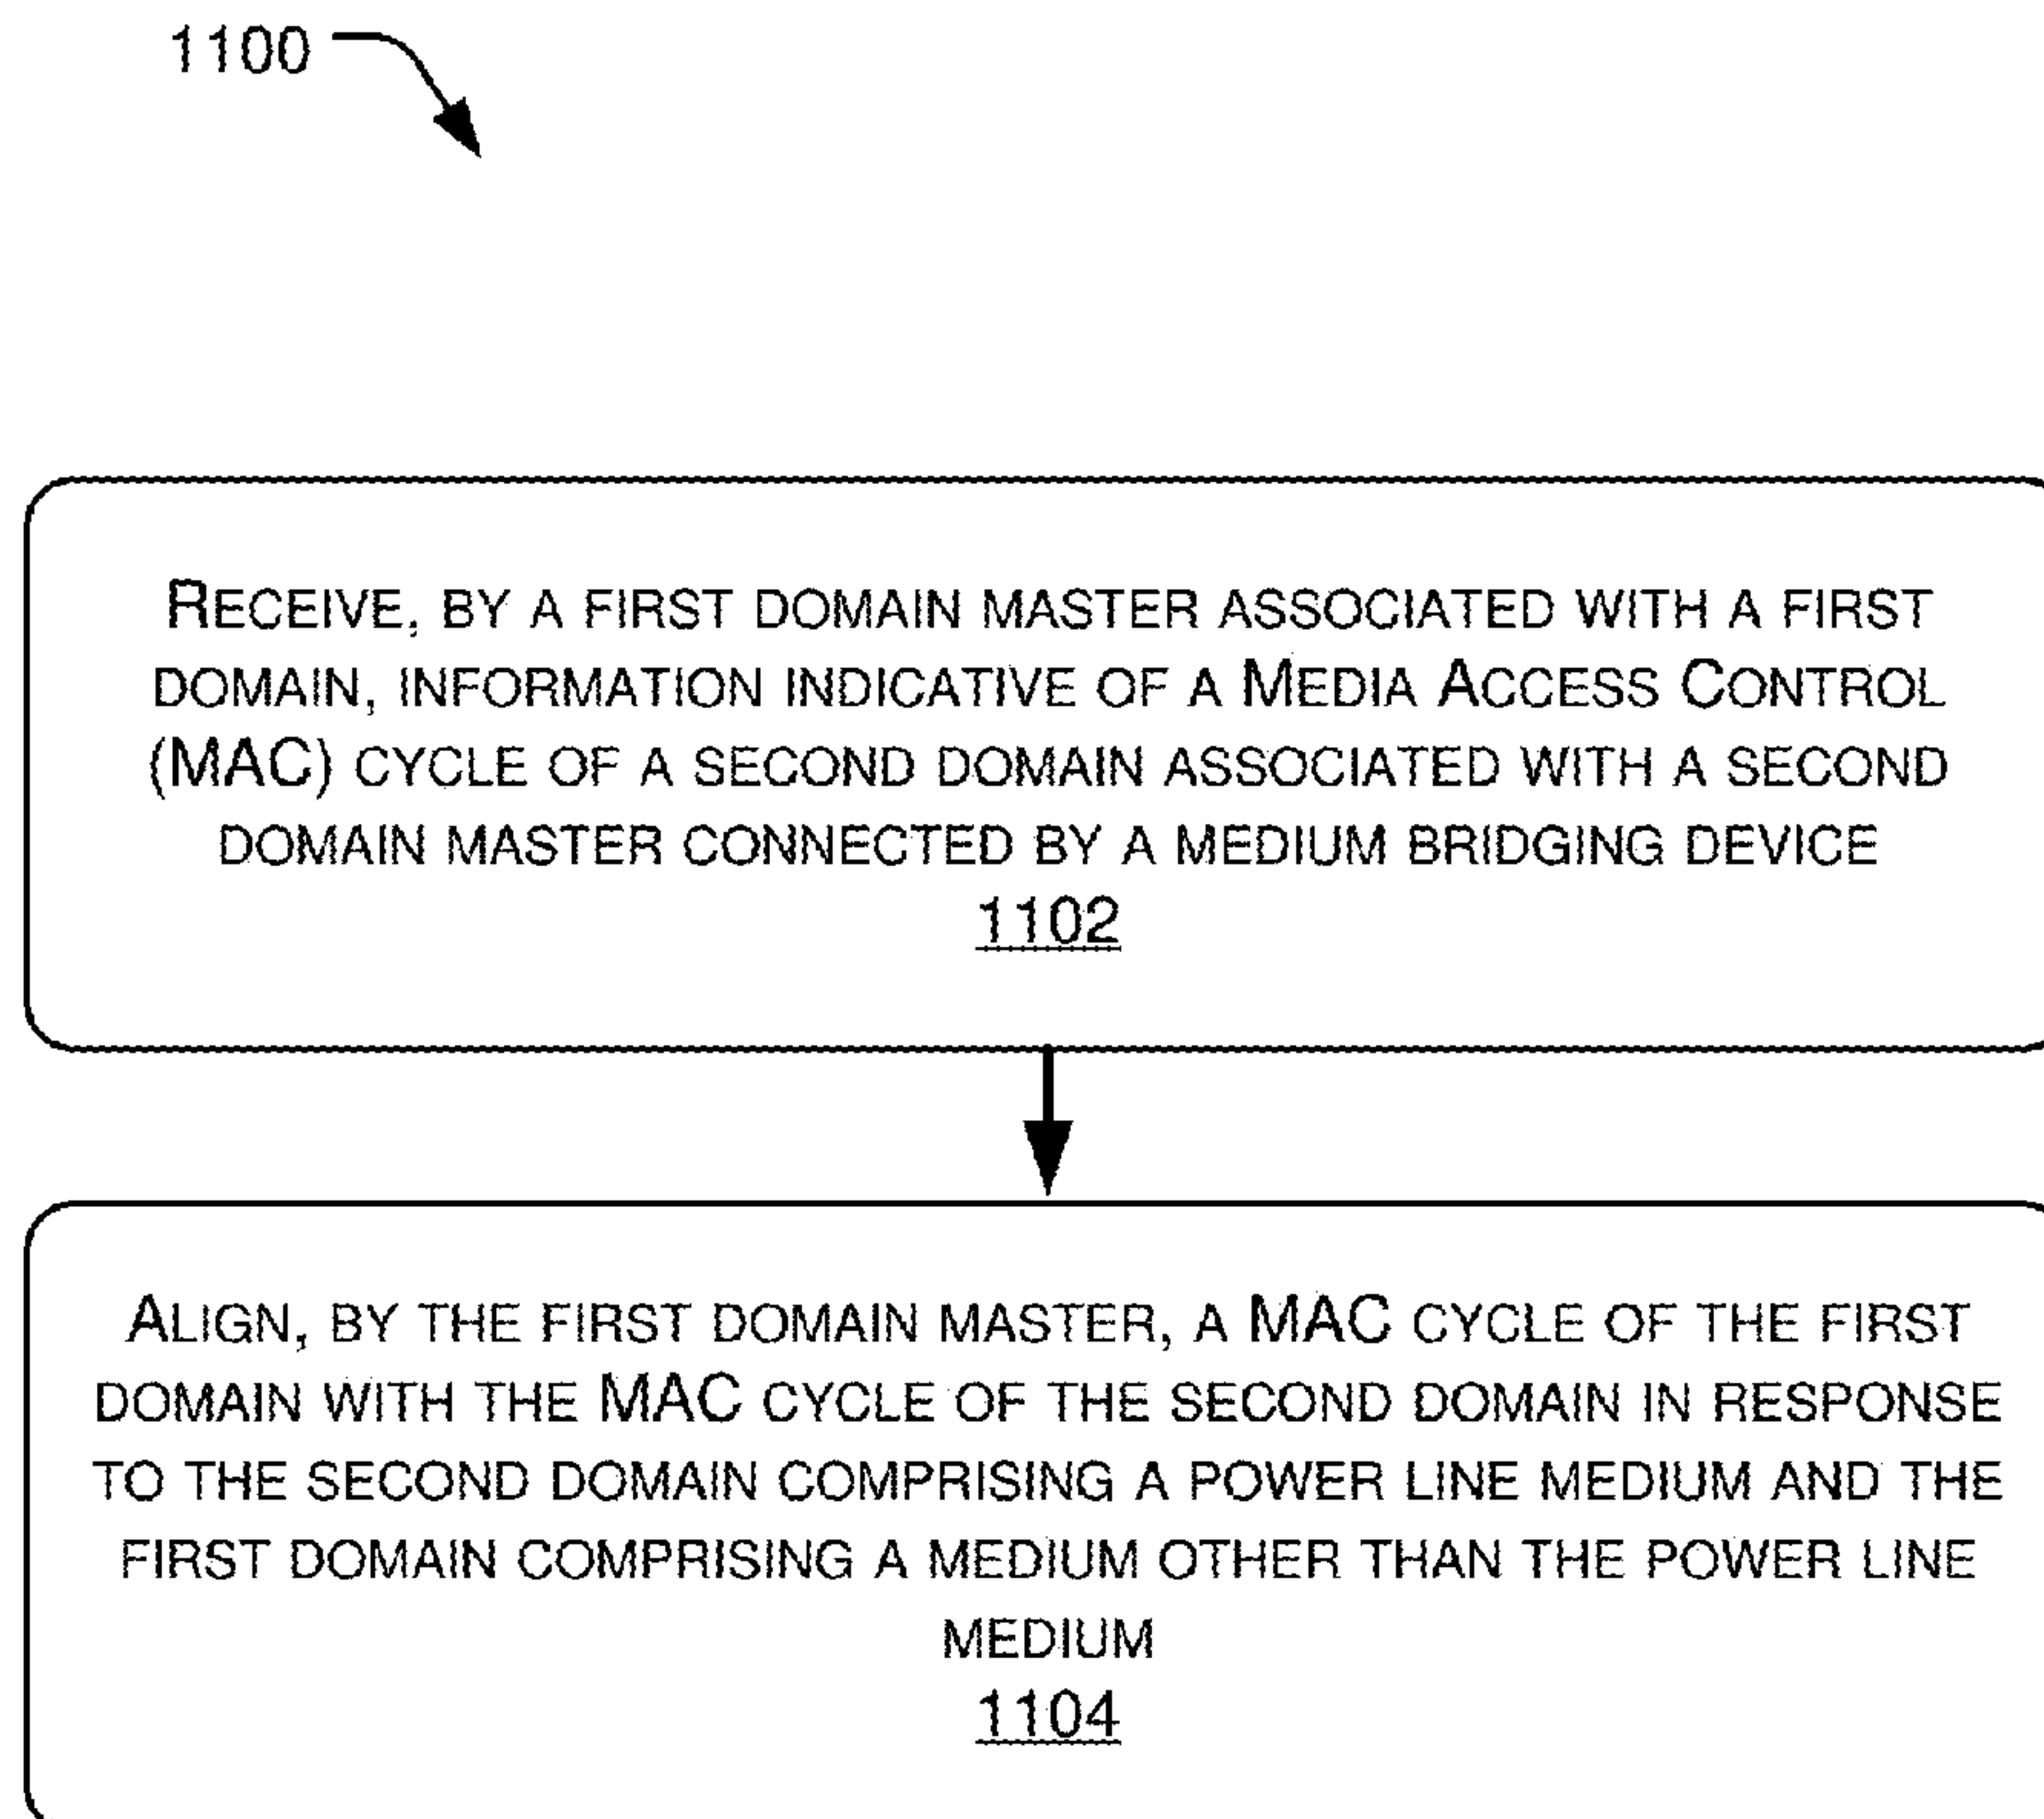 1100
RECEIVE, BY A FIRST DOMAIN MASTER ASSOCIATED WITH A FIRST
DOMAIN, INFORMATION INDICATIVE OF A MEDIA ACCESS CONTROL
(MAC) CYCLE OF A SECOND DOMAIN ASSOCIATED WITH A SECOND
DOMAIN MASTER CONNECTED BY A MEDIUM BRIDGING DEVICE
1102
ALIGN, BY THE FIRST DOMAIN MASTER, A MAC CYCLE OF THE FIRST
DOMAIN WITH THE MAC CYCLE OF THE SECOND DOMAIN IN RESPONSE
TO THE SECOND DOMAIN COMPRISING A POWER LINE MEDIUM AND THE
FIRST DOMAIN COMPRISING A MEDIUM OTHER THAN THE POWER LINE
MEDIUM
1104